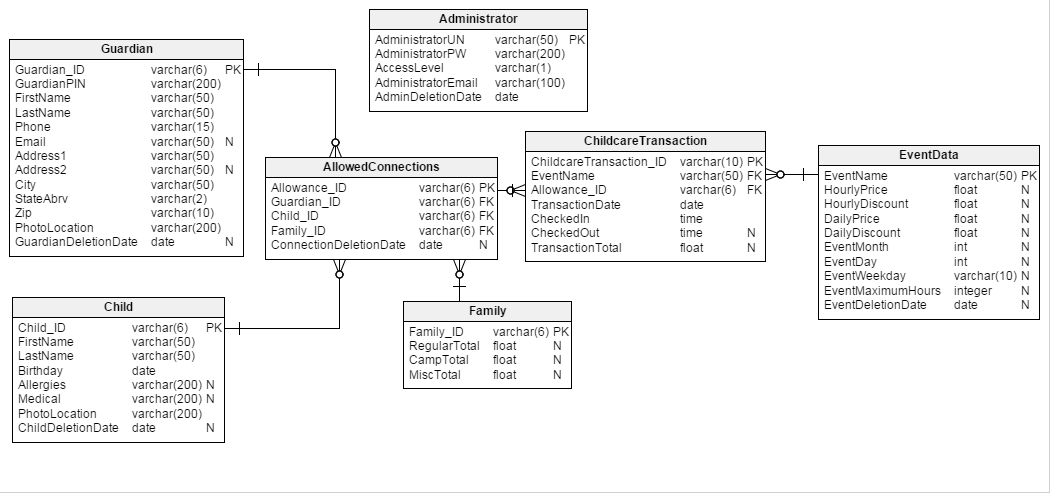 Administrator
AdministratorUN varchar(50) PK
AdministratorPW varchar(200)
AccessLevel varchar(1)
AdministratorEmail varchar(100)
AdminDeletionDate date
Guardian
Guardian_ID varchar(6) PK
GuardianPIN varchar(200)
FirstName varchar(50)
LastName varchar(50)
Phone varchar(15)
Email varchar(50) N
Address1 varchar(50)
Address2 varchar(50) N
City varchar(50)
StateAbrv varchar(2)
Zip varchar(10)
PhotoLocation varchar(200)
GuardianDeletionDate date N
AllowedConnections
Allowance_ID varchar(6) PK
Guardian_ID varchar(6) FK
Child_ID varchar(6) FK
Family_ID varchar(6) FK
ConnectionDeletionDate date N
ChildcareTransaction
ChildcareTransaction_ID varchar(10) PK
EventName varchar(50) FK
Allowance_ID varchar(6) FK
TransactionDate date
CheckedIn time
CheckedOut time N
TransactionTotal float N
EventData
EventName varchar(50) PK
HourlyPrice float N
HourlyDiscount float N
DailyPrice float N
DailyDiscount float N
EventMonth int N
EventDay int N
EventWeekday varchar(10) N
EventMaximumHours integer N
EventDeletionDate date N
Child
Child_ID varchar(6) PK
FirstName varchar(50)
LastName varchar(50)
Birthday date
Allergies varchar(200) N
Medical varchar(200) N
PhotoLocation varchar(200)
ChildDeletionDate date N
Family
Family_ID varchar(6) PK
RegularTotal float N
CampTotal float N
MiscTotal float N